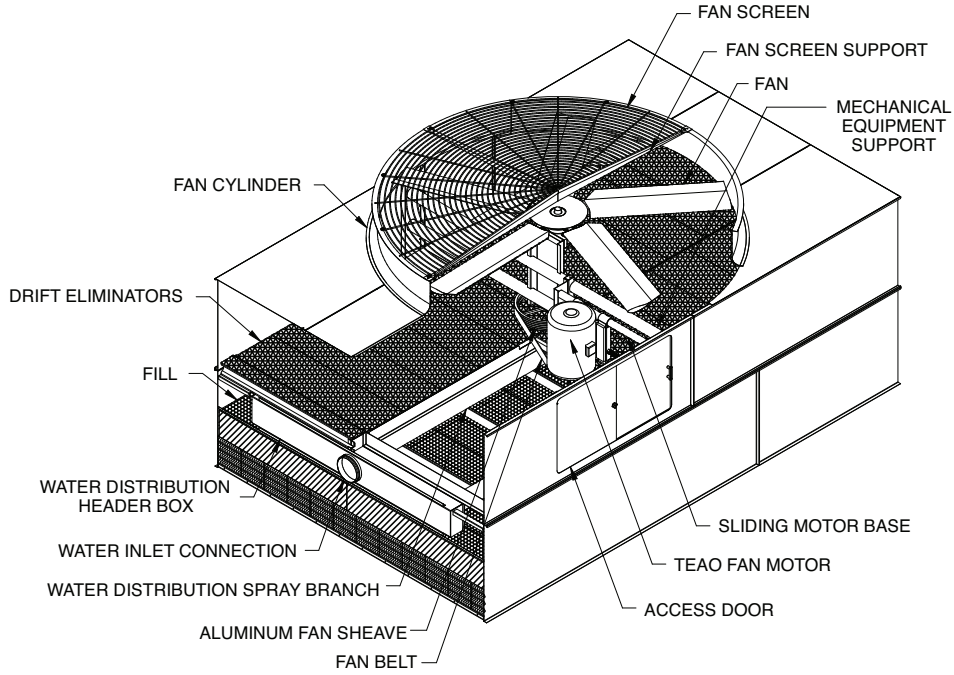 FAN SCREEN
FAN SCREEN SUPPORT
FAN
MECHANICAL
EQUIPMENT
SUPPORT
FAN CYLINDER
DRIFT ELIMINATORS
FILL
WATER DISTRIBUTION
HEADER BOX
WATER INLET CONNECTION
WATER DISTRIBUTION SPRAY BRANCH
ALUMINUM FAN SHEAVE
FAN BELT
SLIDING MOTOR BASE
TEAO FAN MOTOR
ACCESS DOOR